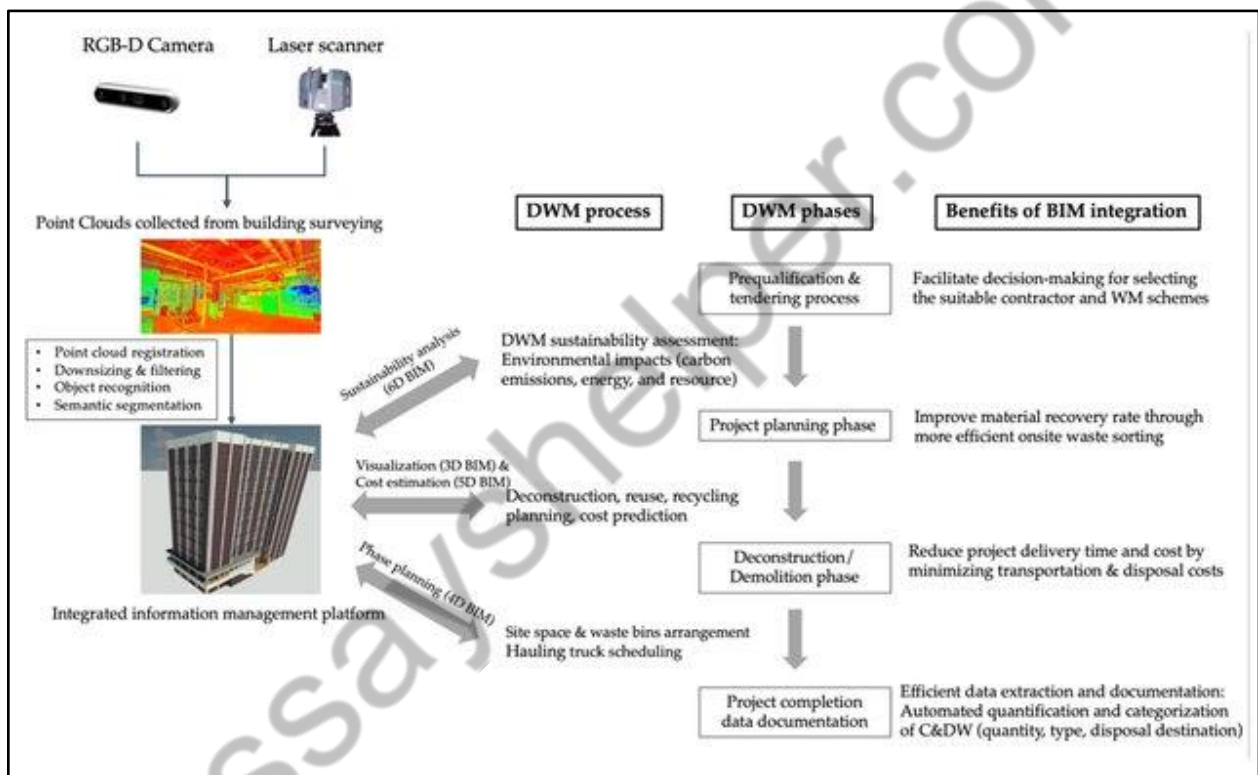 RGB-D Camera
Laser scanner
Point Clouds collected from building surveying
• Point cloud registration
• Downsizing & filtering
• Object recognition
• Semantic segmentation
Integrated information management platform
Sustainability analysis
(6D BIM)
Visualization (3D BIM) &
Cost estimation (5D BIM)
Phase planning (4D BIM)
DWM process
DWM sustainability assessment:
Environmental impacts (carbon
emissions, energy, and resource)
Deconstruction, reuse, recycling
planning, cost prediction
Site space & waste bins arrangement
Hauling truck scheduling
DWM phases
Prequalification &
tendering process
Project planning phase
Deconstruction/
Demolition phase
Project completion
data documentation
Benefits of BIM integration
Facilitate decision-making for selecting
the suitable contractor and WM schemes
Improve material recovery rate through
more efficient onsite waste sorting
Reduce project delivery time and cost by
minimizing transportation & disposal costs
Efficient data extraction and documentation:
Automated quantification and categorization
of C&DW (quantity, type, disposal destination)
ssayshelper.com